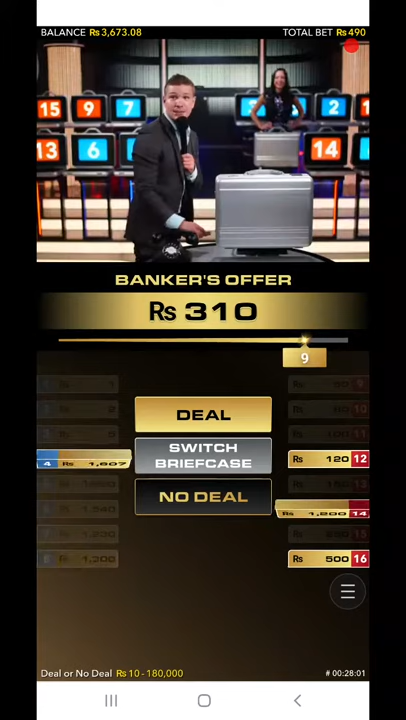 BALANCE Rs 3,673.08
TOTAL BET Rs 490
15 9 7 2
13 6 14
BANKER'S OFFER
Rs 310
9
DEAL
SWITCH
BRIEFCASE
NO DEAL
4 Rs 1,607
Rs 120 12
Rs 1,200 14
Rs 500 16
Deal or No Deal Rs 10 - 180,000
# 00:28:01